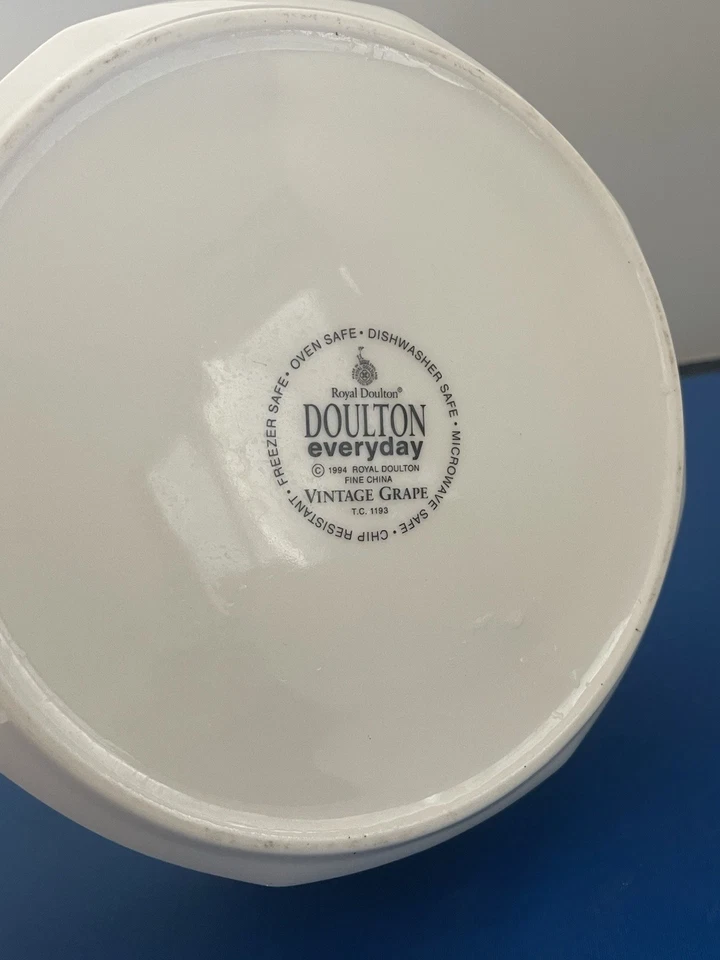 FREEZER SAFE • OVEN SAFE • DISHWASHER SAFE • MICROWAVE SAFE • CHIP RESISTANT •
Royal Doulton®
DOULTON
everyday
© 1994 ROYAL DOULTON
FINE CHINA
VINTAGE GRAPE
T.C. 1193